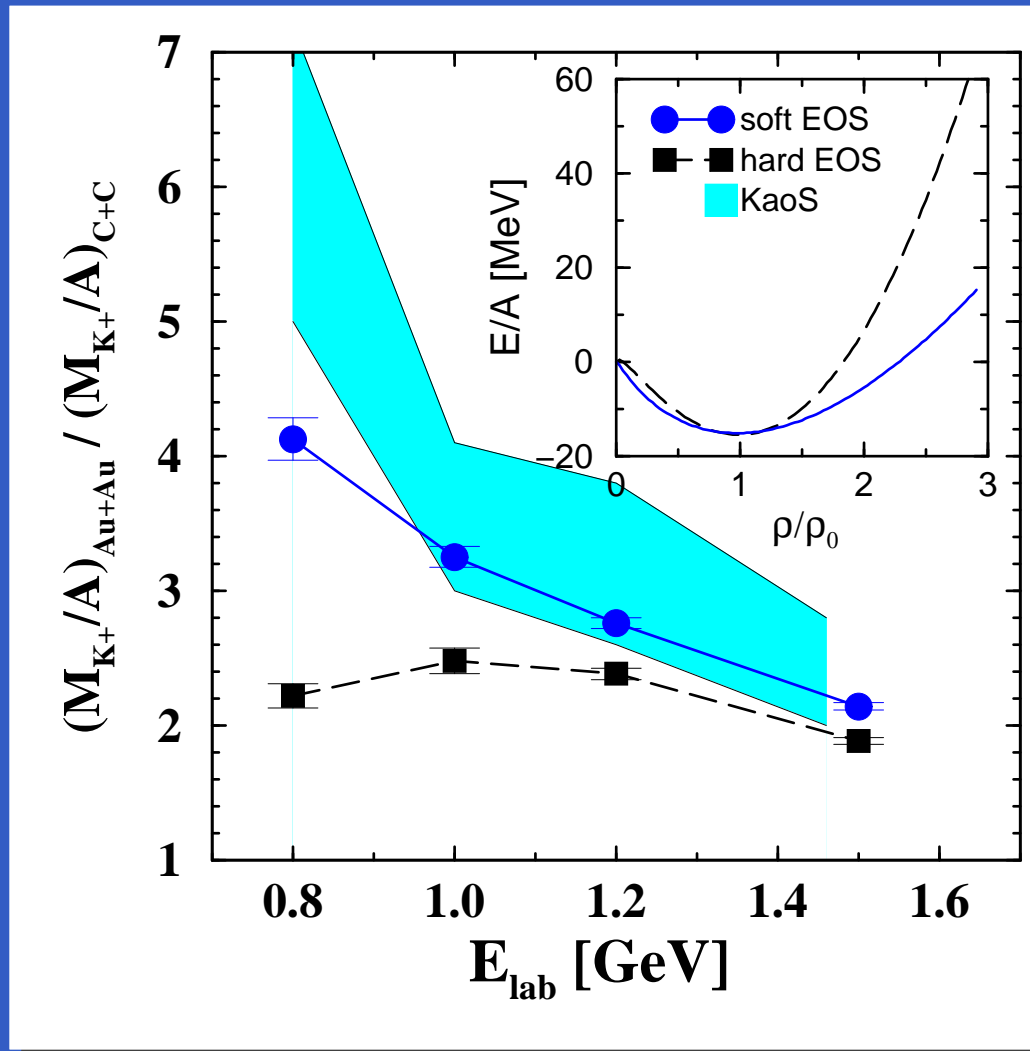 (M_K+/A)_Au+Au / (M_K+/A)_C+C
7
6
5
4
3
2
1
0.8 1.0 1.2 1.4 1.6
E_lab [GeV]
E/A [MeV]
60
40
20
0
−20
0 1 2 3
ρ/ρ_0
soft EOS
hard EOS
KaoS